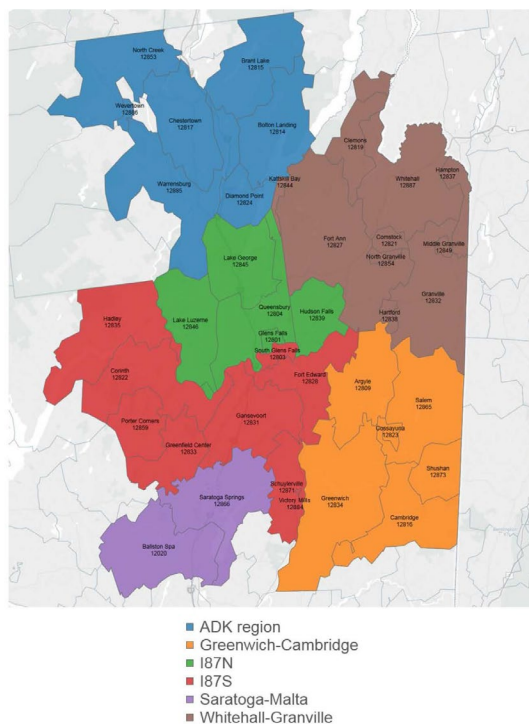 North Creek
12853
Grant Lake
12815
Wevertown
12886
Chestertown
12817
Bolton Landing
12814
Clemons
12819
Warrensburg
12885
Diamond Point
12824
Kattskill Bay
12844
Whitehall
12887
Hampton
12837
Fort Ann
12827
Comstock
12821
North Granville
12854
Middle Granville
12849
Granville
12832
Lake George
12845
Lake Luzerne
12846
Queensbury
12804
Hudson Falls
12839
Hartford
12838
Glens Falls
12801
South Glens Falls
12803
Hadley
12835
Corinth
12822
Fort Edward
12828
Argyle
12809
Salem
12865
Porter Corners
12859
Gansevoort
12831
Greenfield Center
12833
Cossayuna
12823
Shushan
12873
Saratoga Springs
12866
Schuylerville
12871
Victory Mills
12884
Greenwich
12834
Cambridge
12816
Ballston Spa
12020
ADK region
Greenwich-Cambridge
I87N
I87S
Saratoga-Malta
Whitehall-Granville